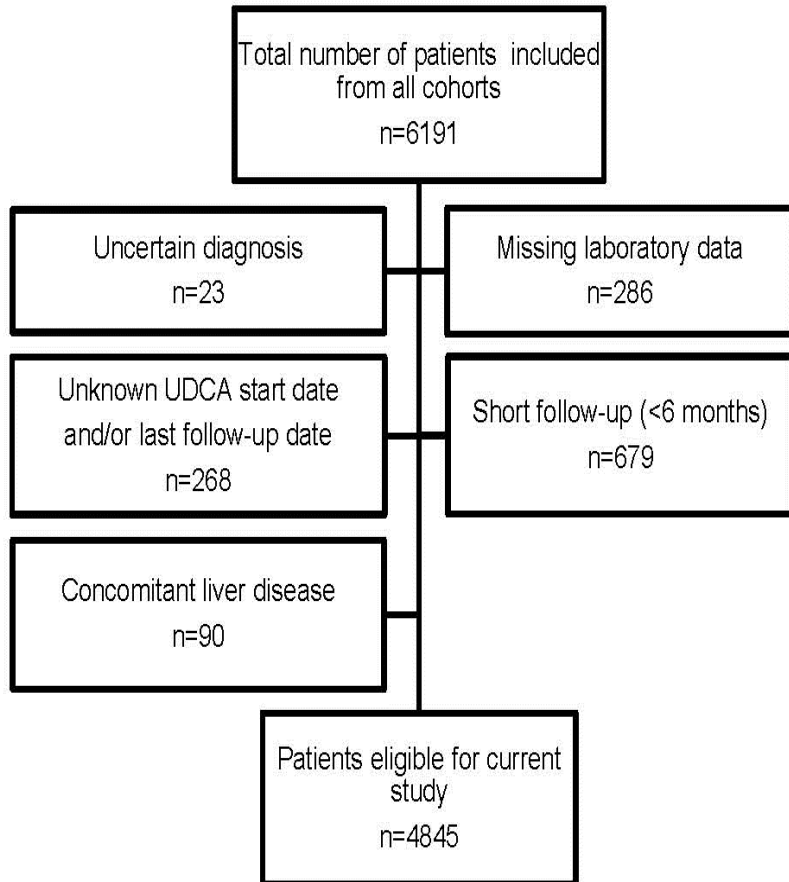 Total number of patients included
from all cohorts
n=6191
Uncertain diagnosis
n=23
Missing laboratory data
n=286
Unknown UDCA start date
and/or last follow-up date
n=268
Short follow-up (<6 months)
n=679
Concomitant liver disease
n=90
Patients eligible for current
study
n=4845